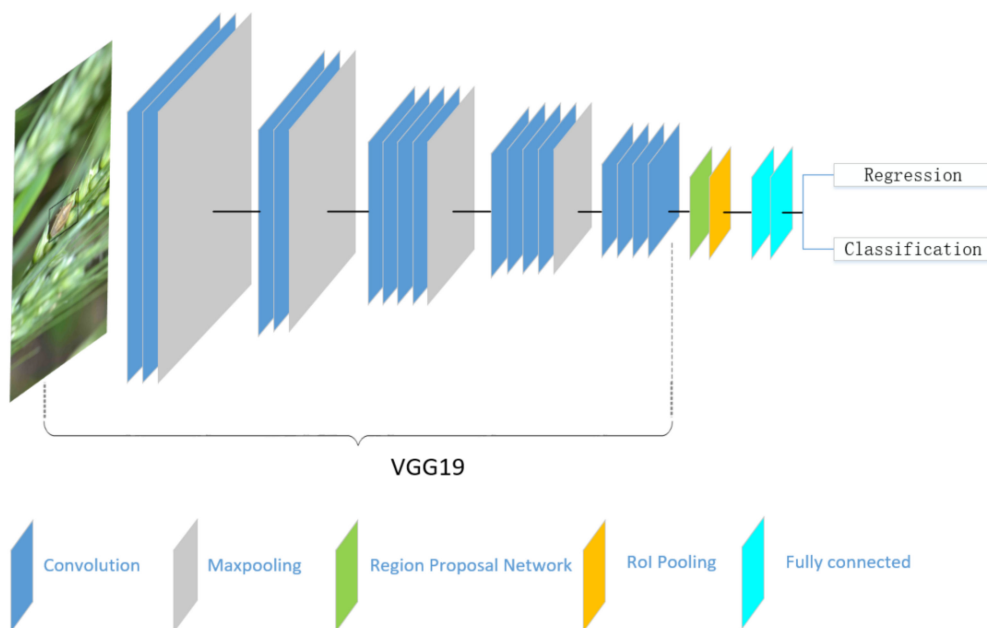 Regression
Classification
VGG19
Convolution
Maxpooling
Region Proposal Network
RoI Pooling
Fully connected